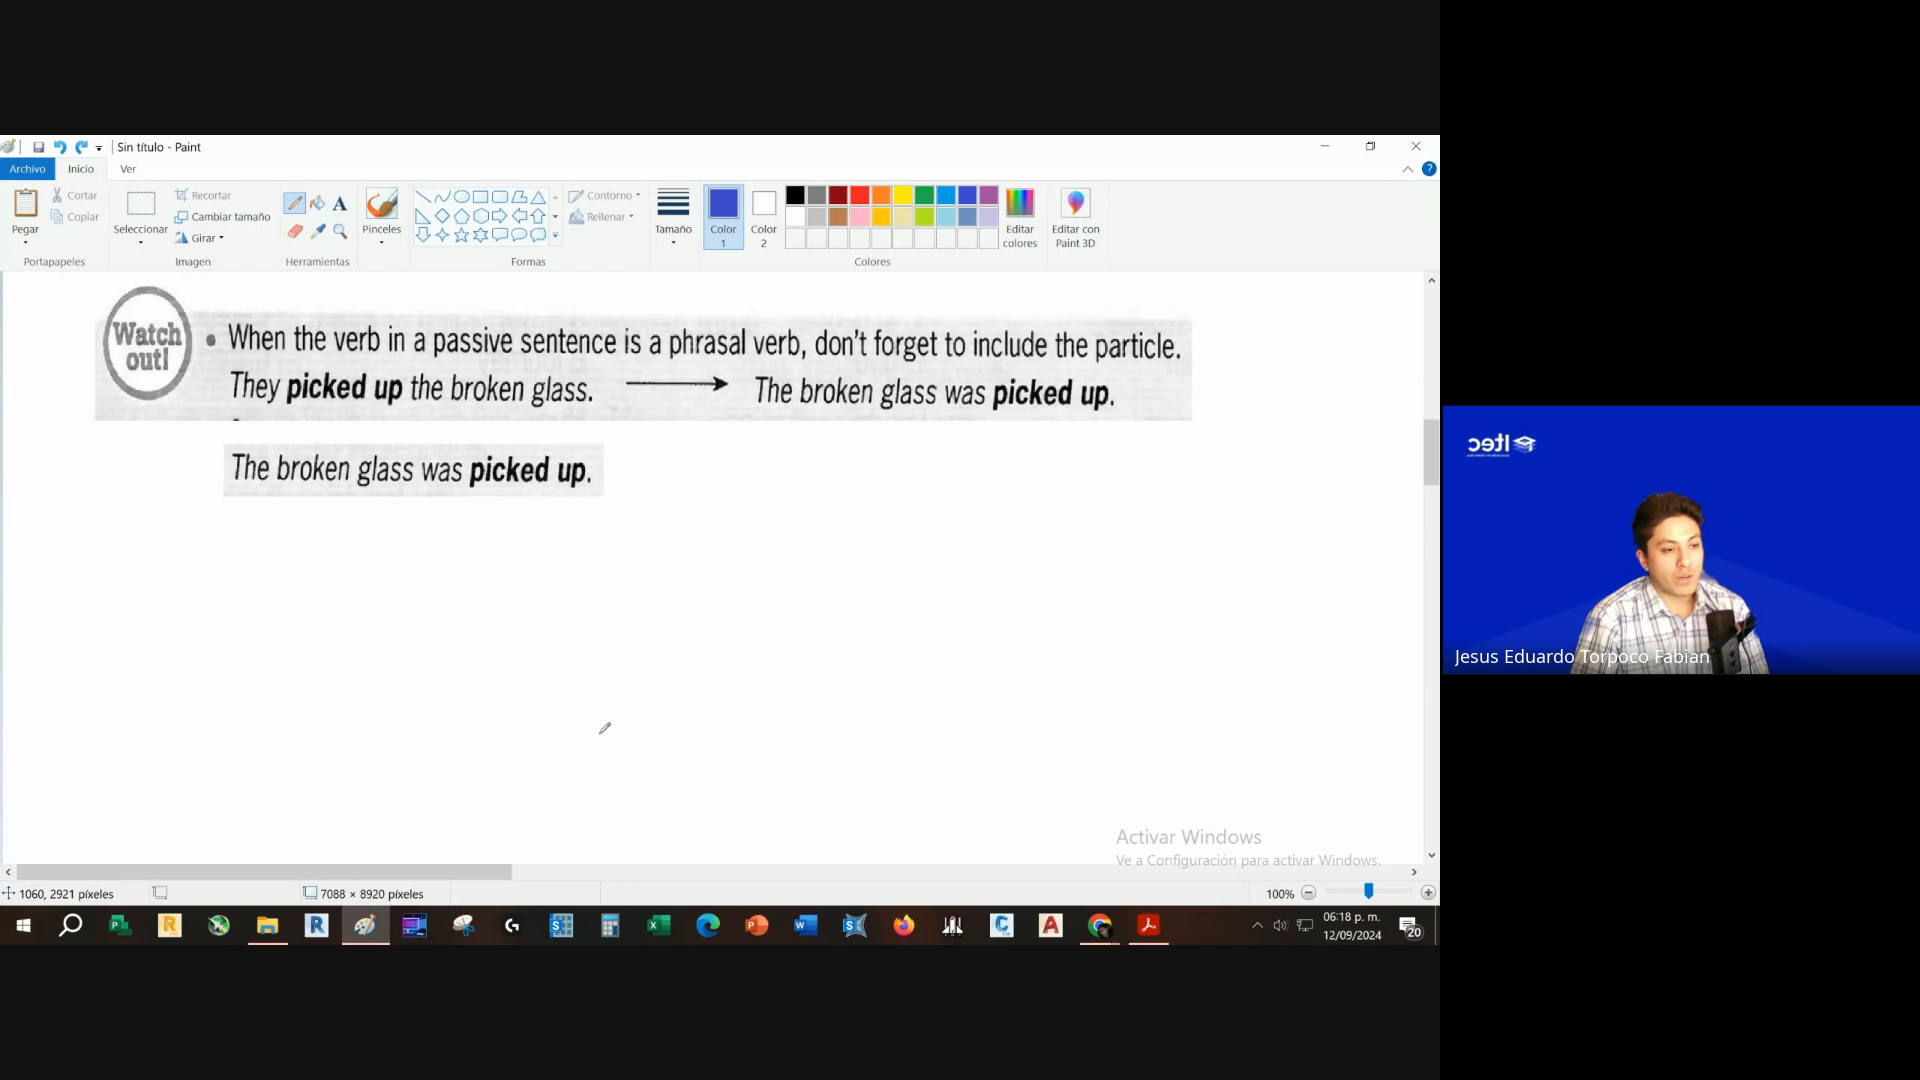 Sin título - Paint
Archivo Inicio Ver
Pegar
Cortar
Copiar
Portapapeles
Seleccionar
Recortar
Cambiar tamaño
Girar
Imagen
A
Herramientas
Pinceles
Contorno
Rellenar
Formas
Tamaño
Color
1
Color
2
Editar
colores
Editar con
Paint 3D
Colores
Watch
out!
• When the verb in a passive sentence is a phrasal verb, don't forget to include the particle.
They picked up the broken glass. → The broken glass was picked up.
The broken glass was picked up.
Activar Windows
Ve a Configuración para activar Windows.
1060, 2921 píxeles
7088 × 8920 píxeles
100%
06:18 p. m.
12/09/2024
20
Itec
Jesus Eduardo Torpoco Fabian